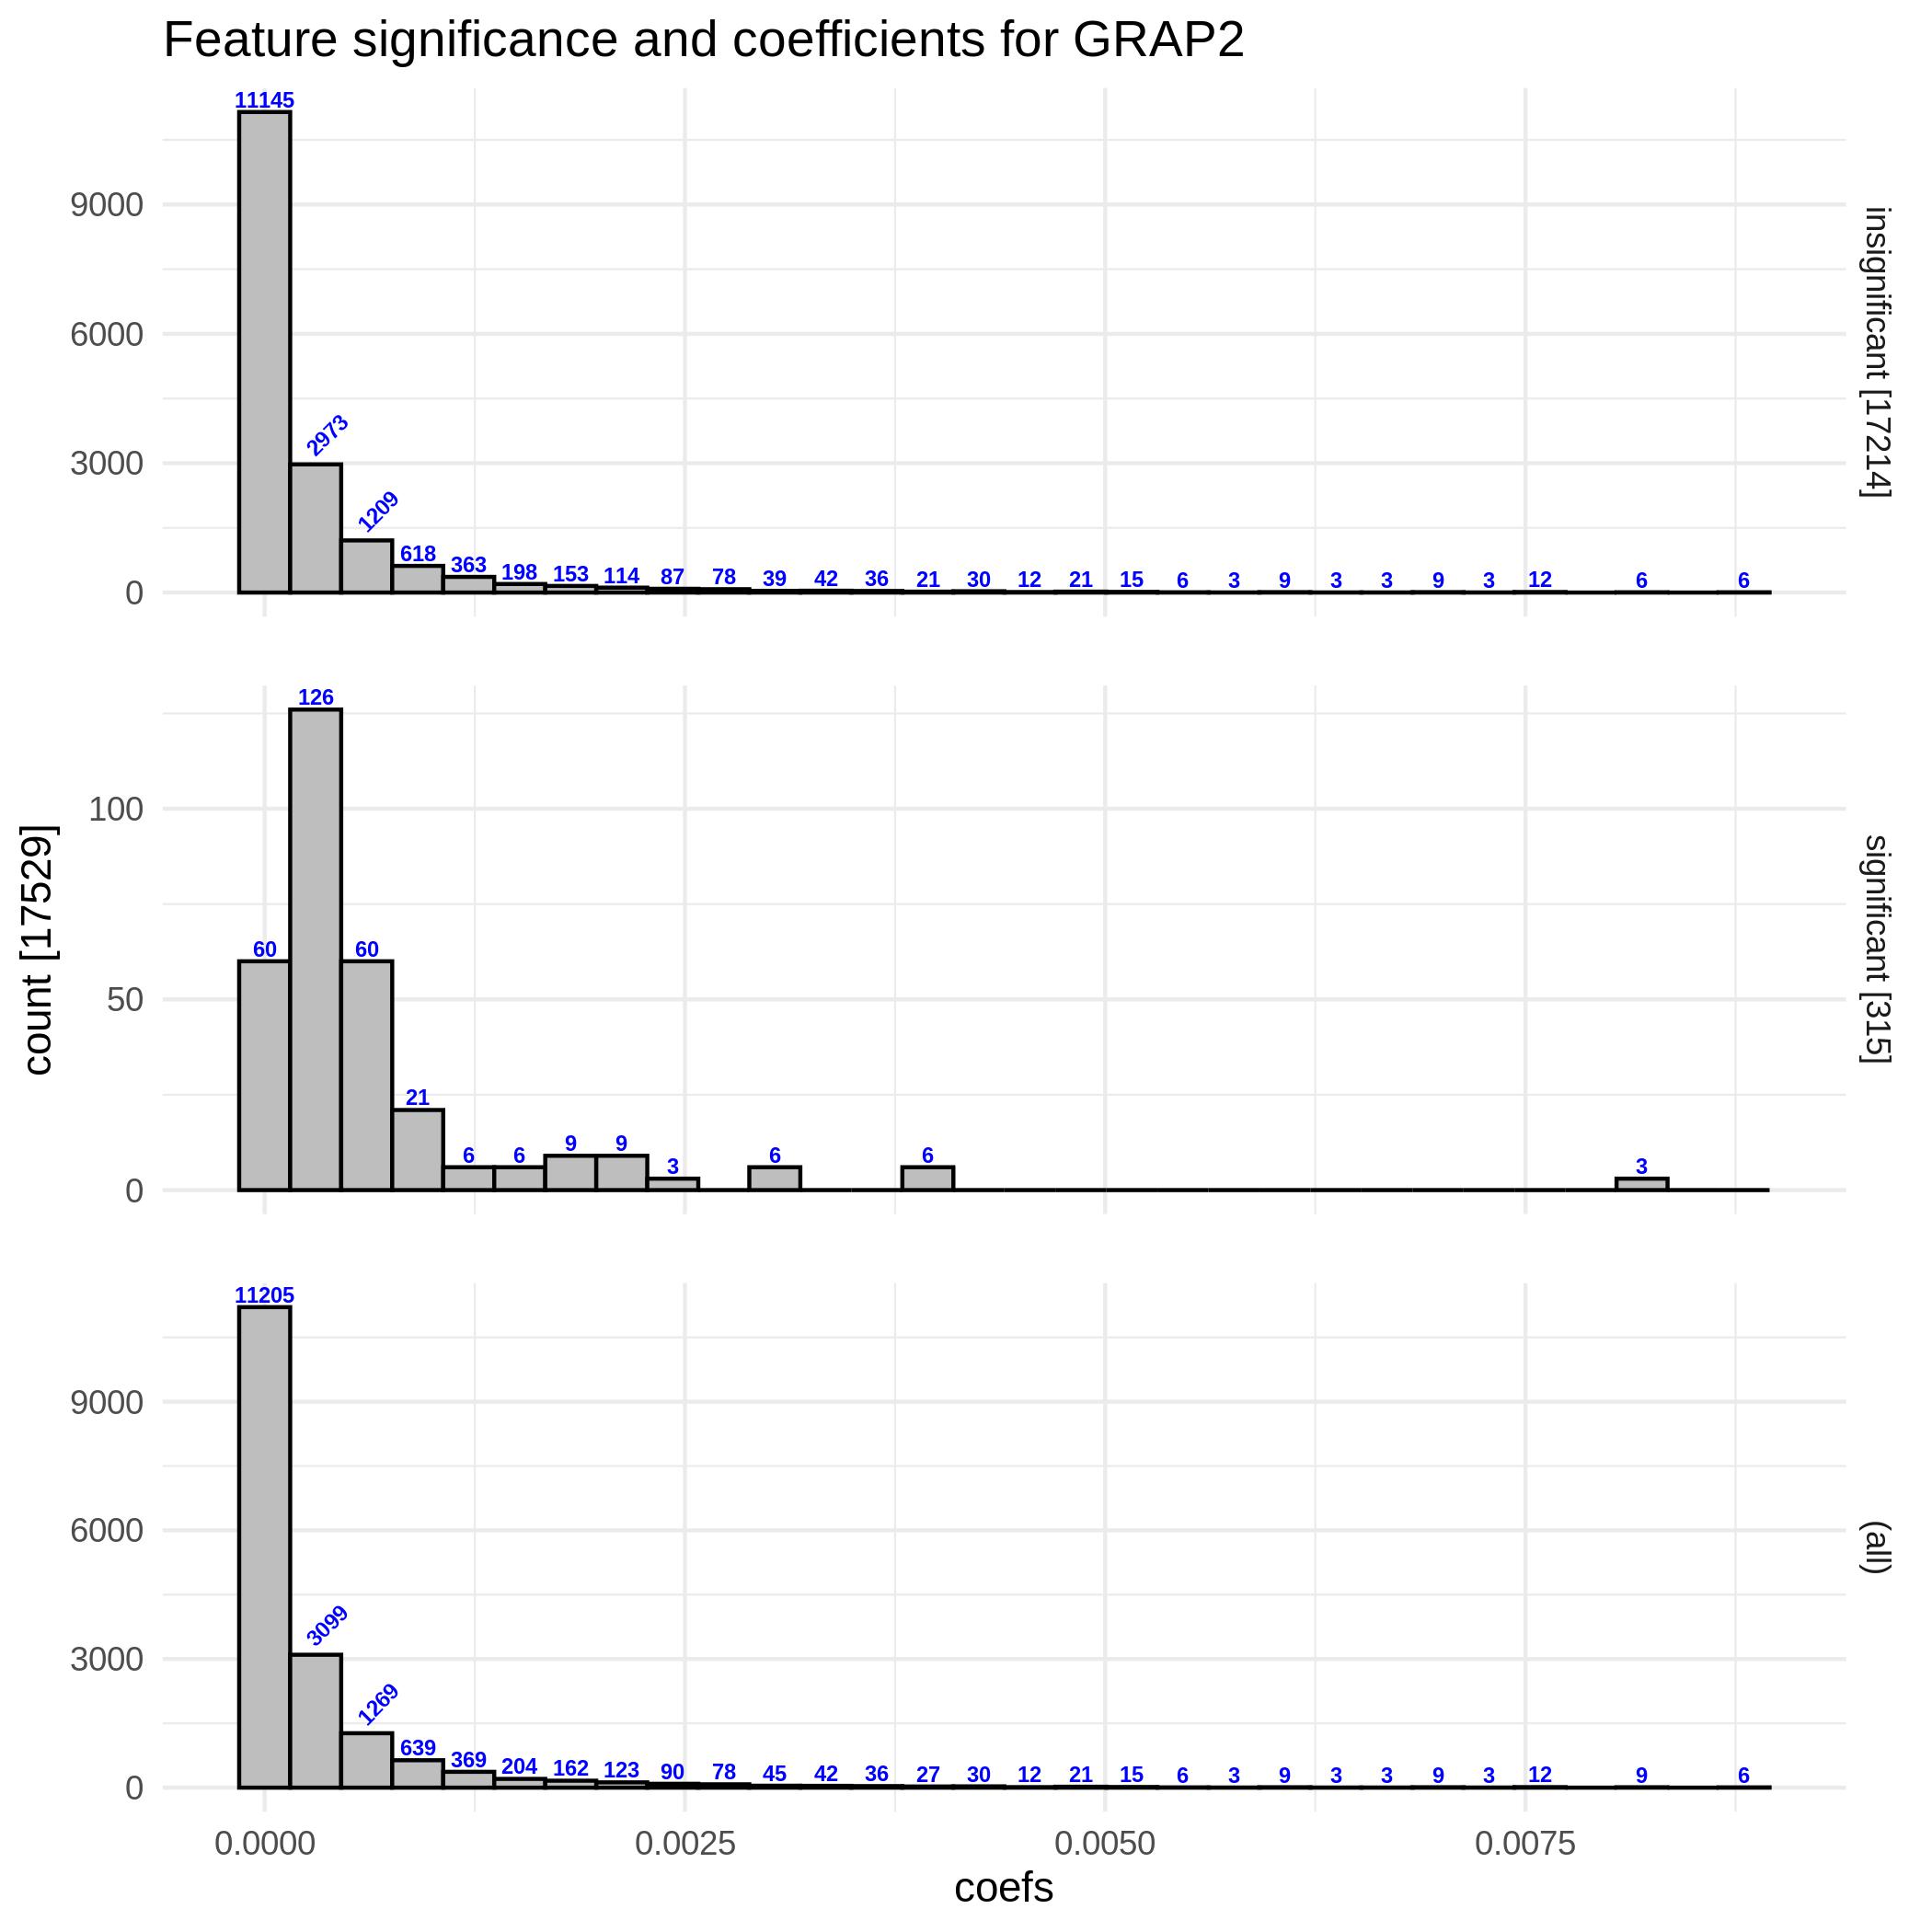 Feature significance and coefficients for GRAP2
11145
2973
1209
618 363 198 153 114 87 78 39 42 36 21 30 12 21 15 6 3 9 3 3 9 3 12 6 6
9000
6000
3000
0
insignificant [17214]
126
60 60
21
6 6 9 9 3 6 6 3
100
50
0
significant [315]
count [17529]
11205
3099
1269
639 369 204 162 123 90 78 45 42 36 27 30 12 21 15 6 3 9 3 3 9 3 12 9 6
9000
6000
3000
0
(all)
0.0000 0.0025 0.0050 0.0075
coefs